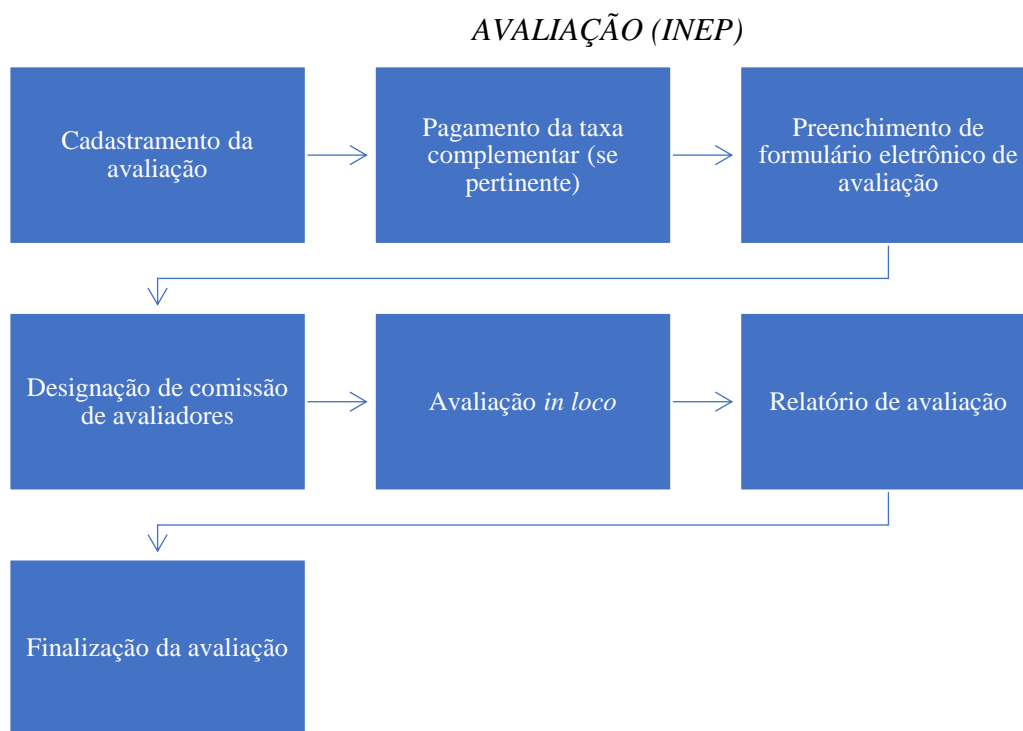 AVALIAÇÃO (INEP)
Cadastramento da
avaliação
Pagamento da taxa
complementar (se
pertinente)
Preenchimento de
formulário eletrônico de
avaliação
Designação de comissão
de avaliadores
Avaliação in loco
Relatório de avaliação
Finalização da avaliação